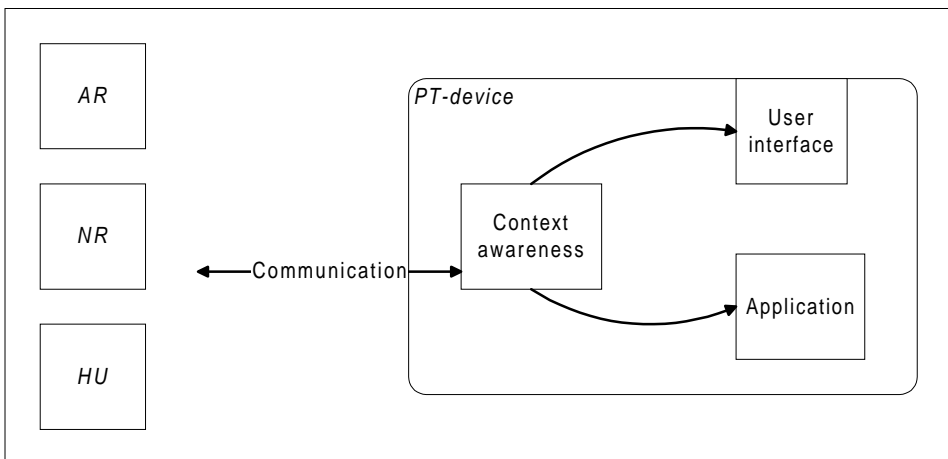 AR
PT-device
User
interface
NR
Context
awareness
Communication
Application
HU